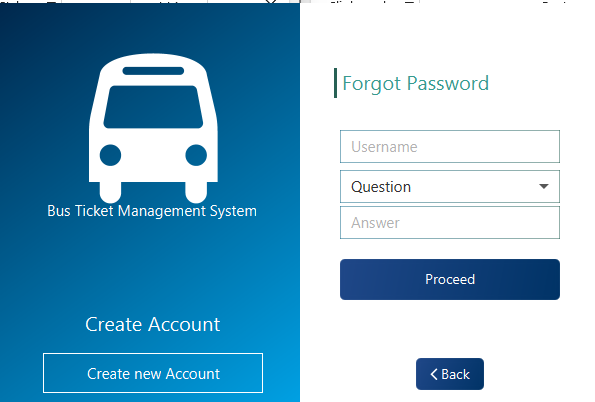 Bus Ticket Management System
Create Account
Create new Account
Forgot Password
Username
Question
Answer
Proceed
Back